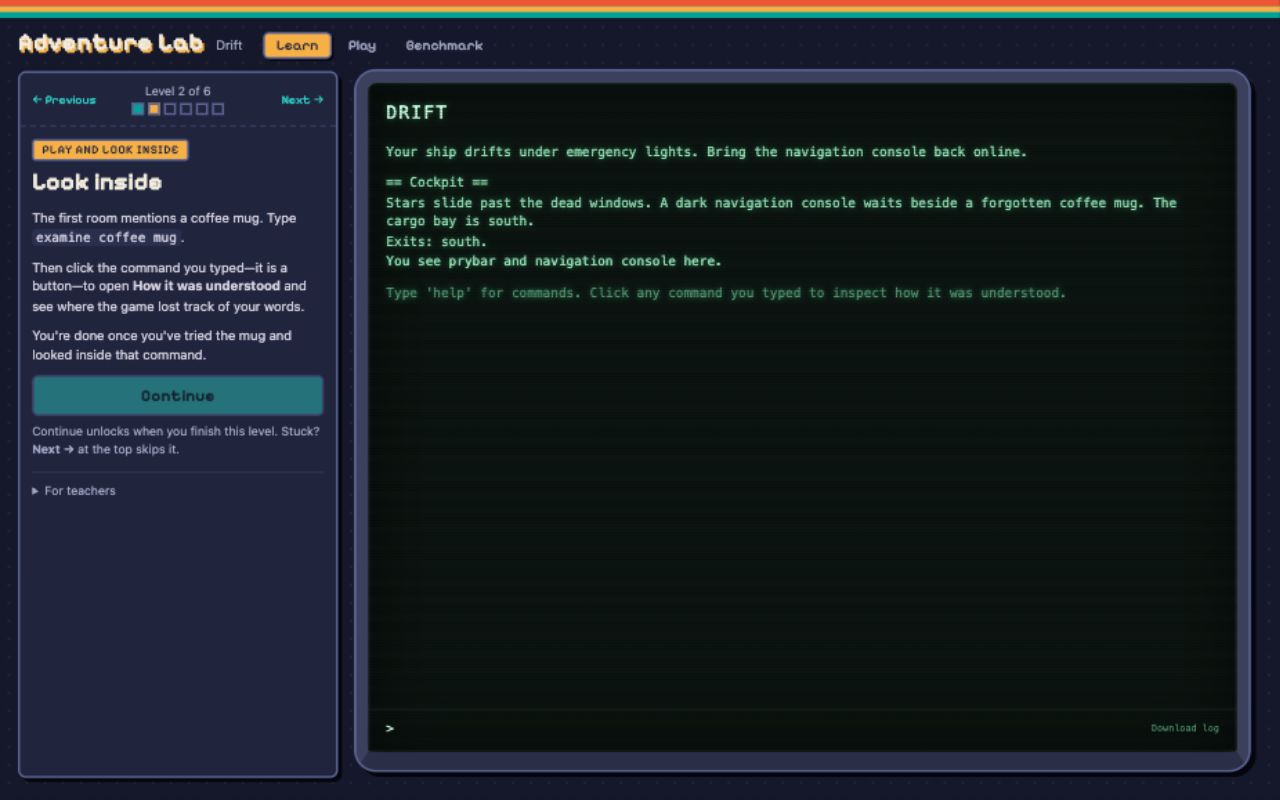 Adventure Lab Drift Learn Play Benchmark
← Previous Level 2 of 6 Next →
PLAY AND LOOK INSIDE
Look inside
The first room mentions a coffee mug. Type
examine coffee mug.
Then click the command you typed—it is a
button—to open How it was understood and
see where the game lost track of your words.
You're done once you've tried the mug and
looked inside that command.
Continue
Continue unlocks when you finish this level. Stuck?
Next → at the top skips it.
▶ For teachers
DRIFT
Your ship drifts under emergency lights. Bring the navigation console back online.
== Cockpit ==
Stars slide past the dead windows. A dark navigation console waits beside a forgotten coffee mug. The
cargo bay is south.
Exits: south.
You see prybar and navigation console here.
Type 'help' for commands. Click any command you typed to inspect how it was understood.
>
Download log